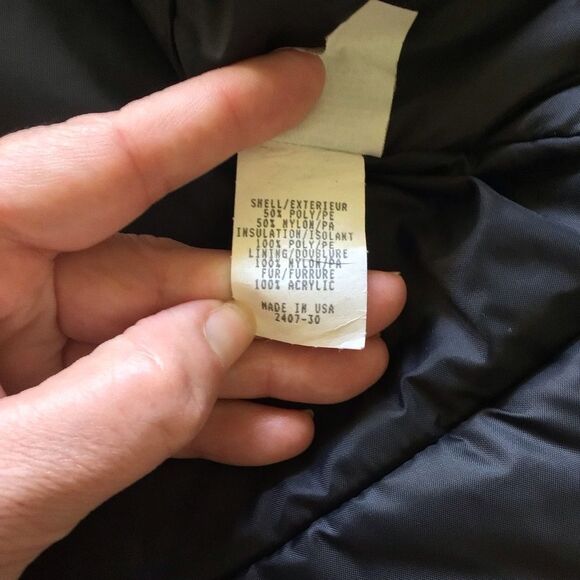 SHELL/EXTERIEUR
50% POLY/PE
50% NYLON/PA
INSULATION/ISOLANT
100% POLY/PE
LINING/DOUBLURE
100% NYLON/PA
FUR/FURRURE
100% ACRYLIC
MADE IN USA
2407-30